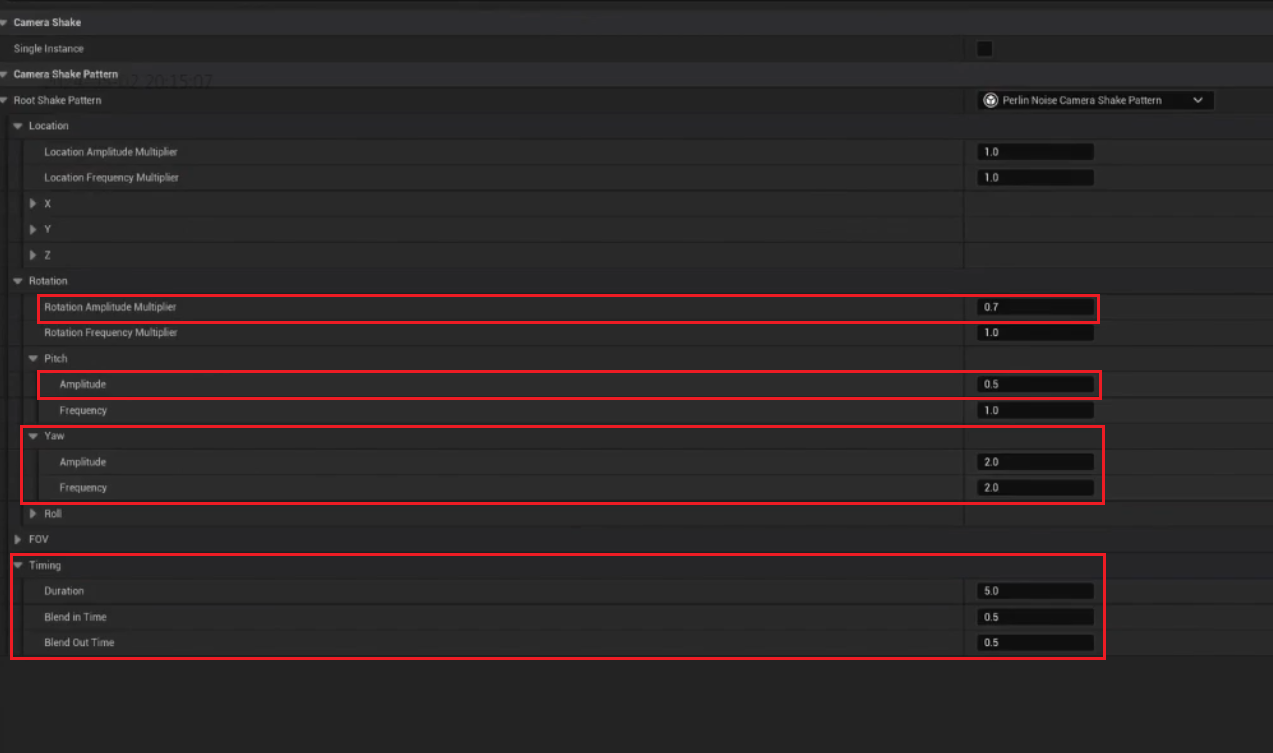 Camera Shake
Single Instance
Camera Shake Pattern
20:15:07
Root Shake Pattern Perlin Noise Camera Shake Pattern
Location
Location Amplitude Multiplier 1.0
Location Frequency Multiplier 1.0
X
Y
Z
Rotation
Rotation Amplitude Multiplier 0.7
Rotation Frequency Multiplier 1.0
Pitch
Amplitude 0.5
Frequency 1.0
Yaw
Amplitude 2.0
Frequency 2.0
Roll
FOV
Timing
Duration 5.0
Blend in Time 0.5
Blend Out Time 0.5